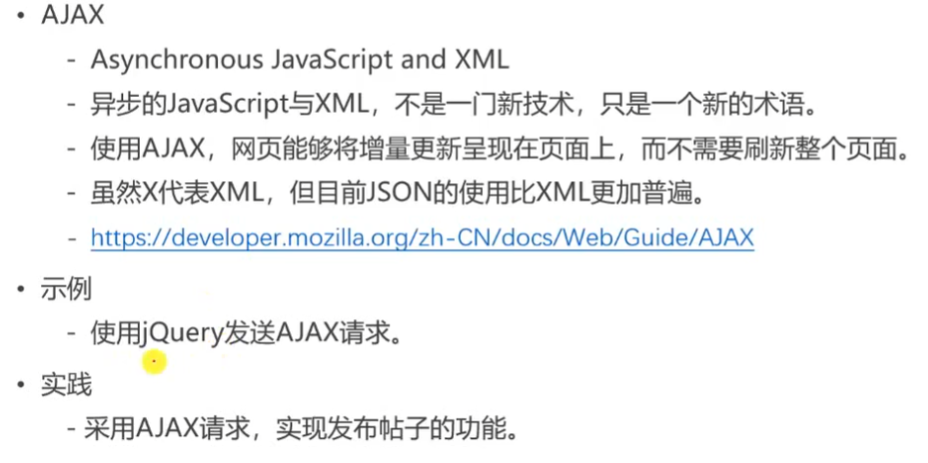 • AJAX
- Asynchronous JavaScript and XML
- 异步的JavaScript与XML，不是一门新技术，只是一个新的术语。
- 使用AJAX，网页能够将增量更新呈现在页面上，而不需要刷新整个页面。
- 虽然X代表XML，但目前JSON的使用比XML更加普遍。
- https://developer.mozilla.org/zh-CN/docs/Web/Guide/AJAX
• 示例
- 使用jQuery发送AJAX请求。
• 实践
- 采用AJAX请求，实现发布帖子的功能。